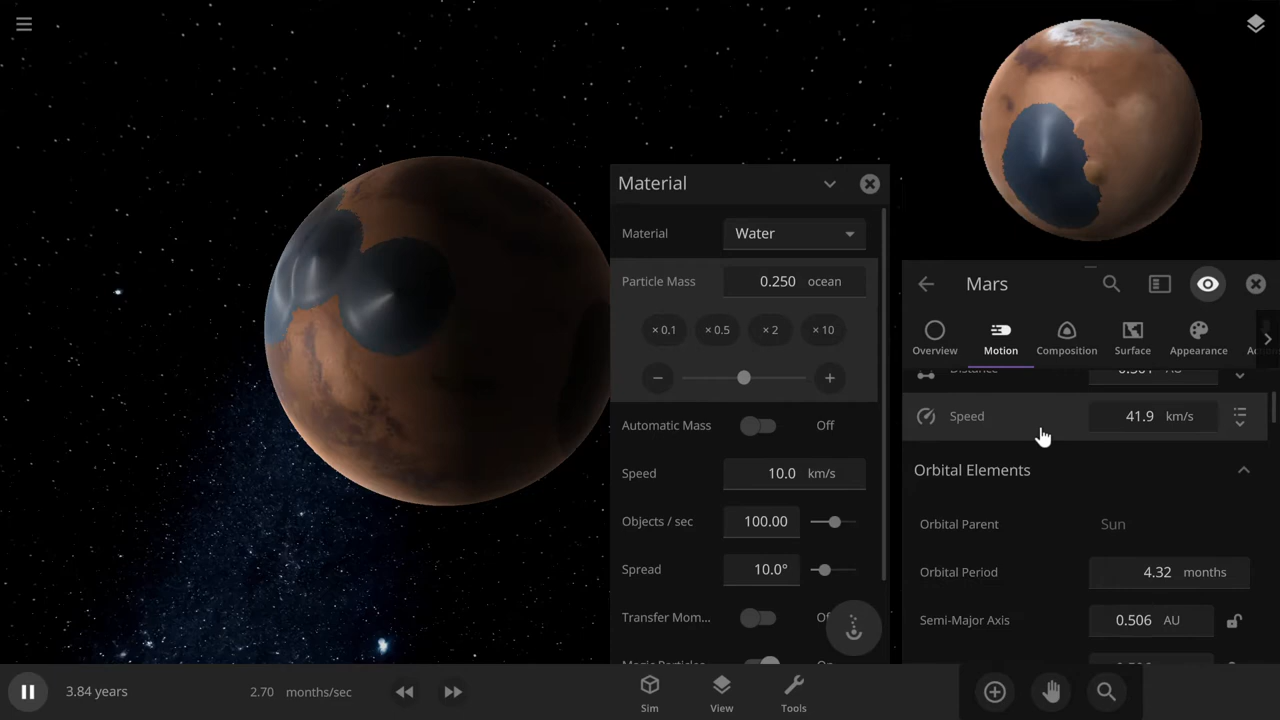 Material
Material
Water
Particle Mass
0.250 ocean
× 0.1
× 0.5
× 2
× 10
Automatic Mass
Off
Speed
10.0 km/s
Objects / sec
100.00
Spread
10.0°
Transfer Mom...
Mars
Overview
Motion
Composition
Surface
Appearance
Distance
AU
Speed
41.9 km/s
Orbital Elements
Orbital Parent
Sun
Orbital Period
4.32 months
Semi-Major Axis
0.506 AU
3.84 years
2.70 months/sec
Sim
View
Tools